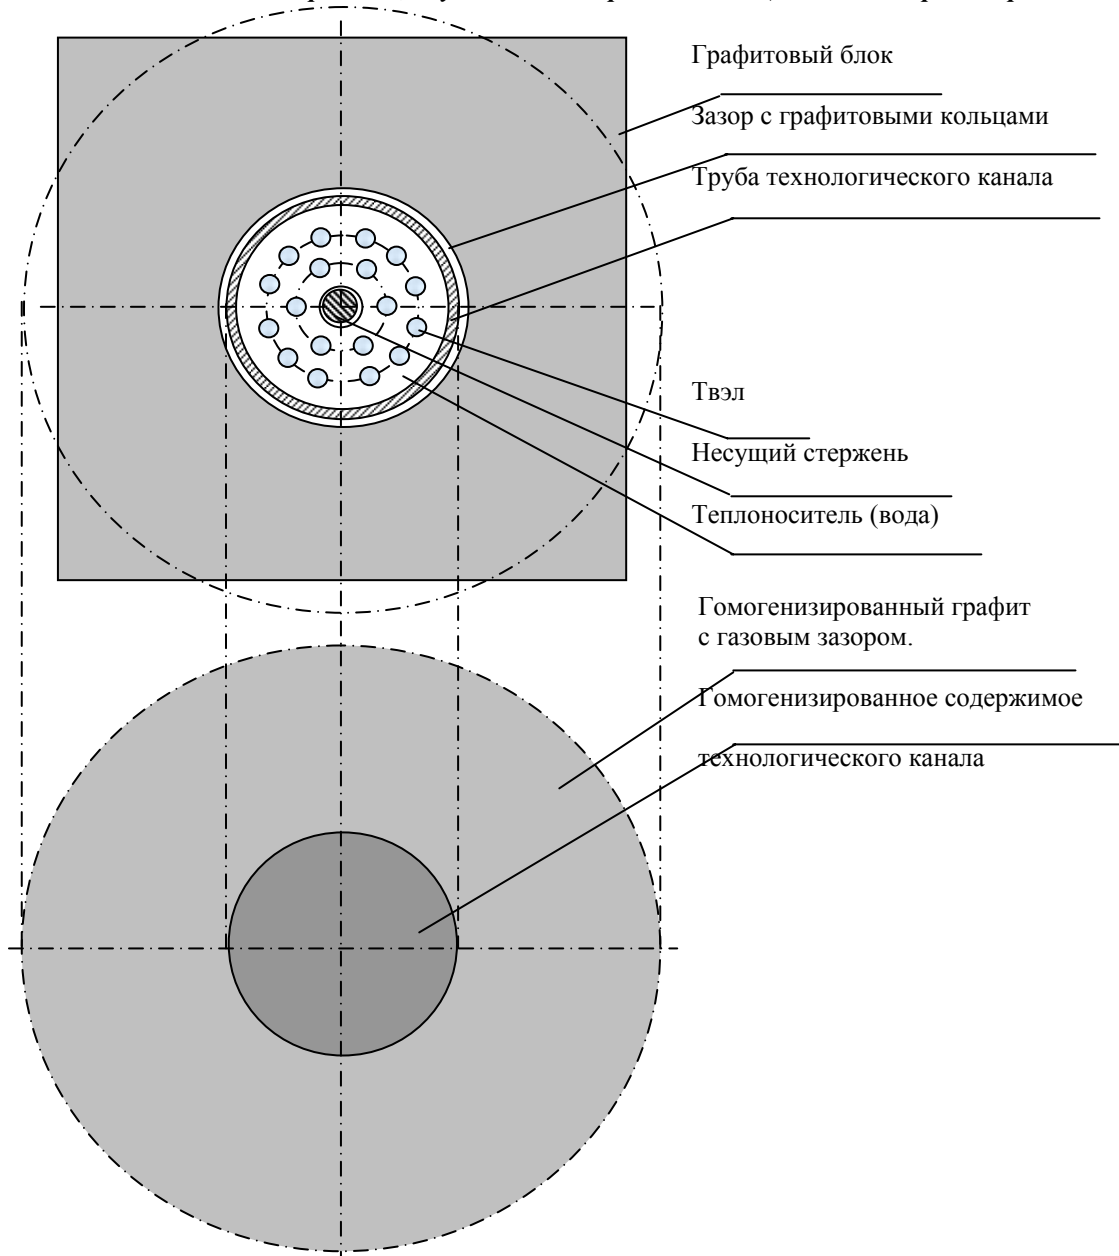 Графитовый блок
Зазор с графитовыми кольцами
Труба технологического канала
Твэл
Несущий стержень
Теплоноситель (вода)
Гомогенизированный графит
с газовым зазором.
Гомогенизированное содержимое
технологического канала